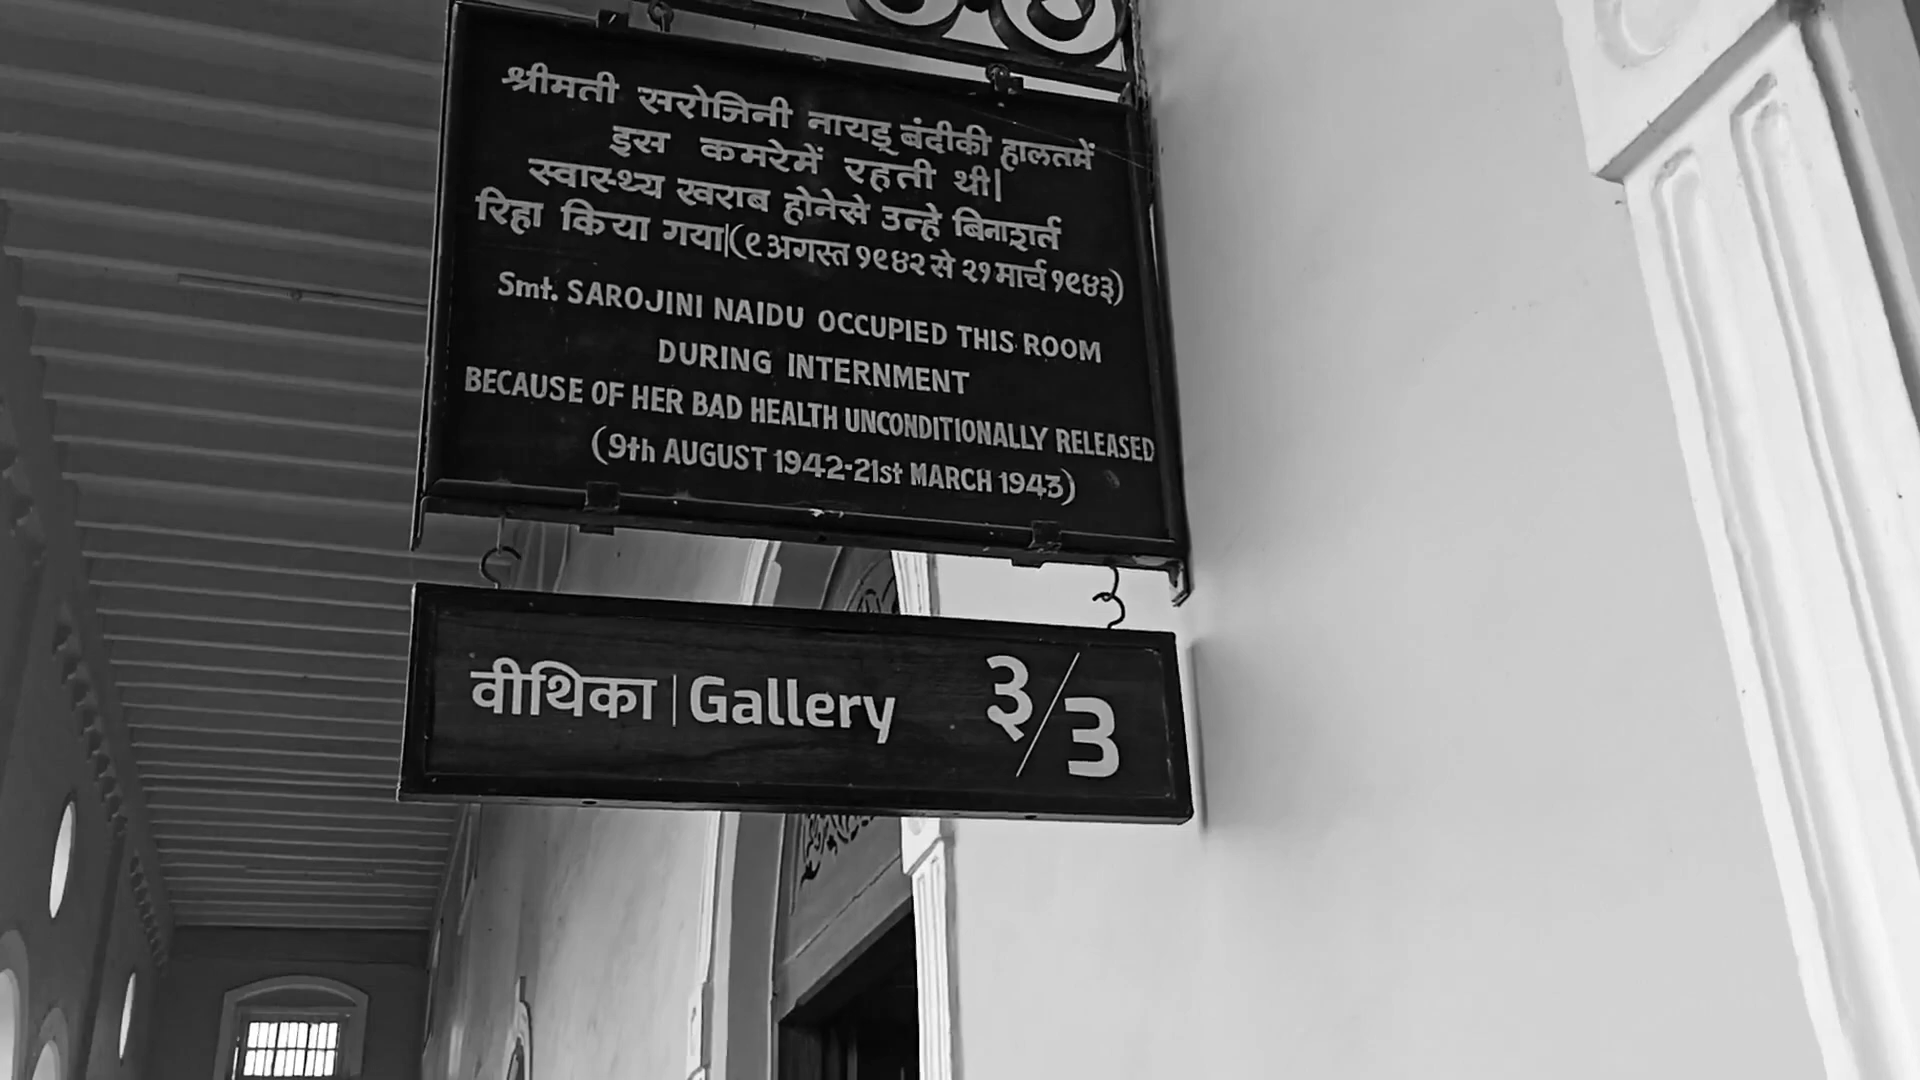 श्रीमती सरोजिनी नायडू बंदीकी हालतमें
इस कमरेमें रहती थी|
स्वास्थ्य खराब होनेसे उन्हे बिनाशर्त
रिहा किया गया|(९ अगस्त १९४२ से २१ मार्च १९४३)
Smt. SAROJINI NAIDU OCCUPIED THIS ROOM
DURING INTERNMENT
BECAUSE OF HER BAD HEALTH UNCONDITIONALLY RELEASED
(9th AUGUST 1942-21st MARCH 1943)
वीथिका | Gallery ३/3